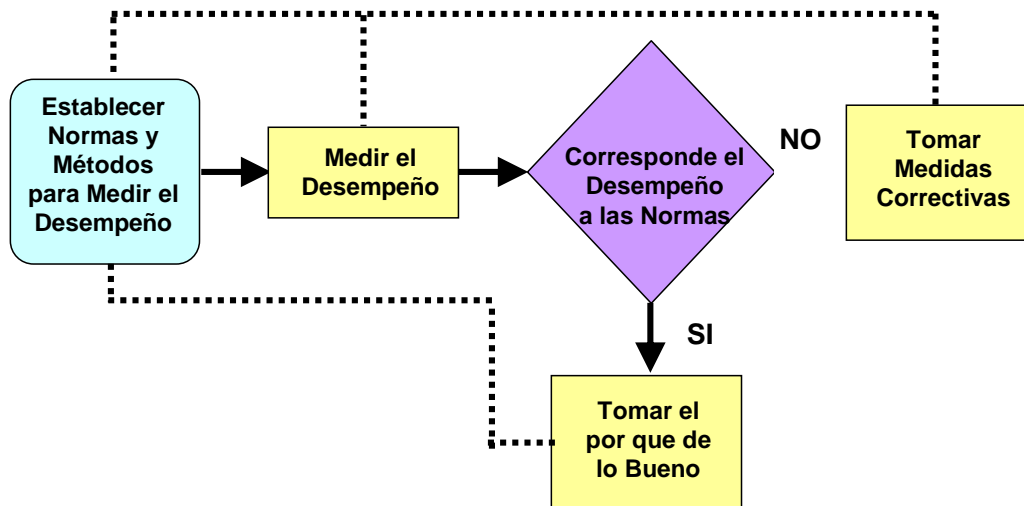 Establecer
Normas y
Métodos
para Medir el
Desempeño
Medir el
Desempeño
Corresponde el
Desempeño
a las Normas
NO
Tomar
Medidas
Correctivas
SI
Tomar el
por que de
lo Bueno